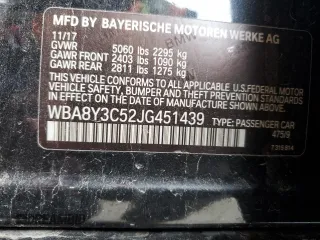 MFD BY BAYERISCHE MOTOREN WERKE AG
11/17
GVWR 5060 lbs 2295 kg
GAWR FRONT 2403 lbs 1090 kg
GAWR REAR 2811 lbs 1275 kg
THIS VEHICLE CONFORMS TO ALL APPLICABLE
U.S. FEDERAL MOTOR VEHICLE SAFETY,
BUMPER, AND THEFT PREVENTION
STANDARDS IN EFFECT ON THE DATE
OF MANUFACTURE SHOWN ABOVE.
WBA8Y3C52JG451439
TYPE: PASSENGER CAR
475/9